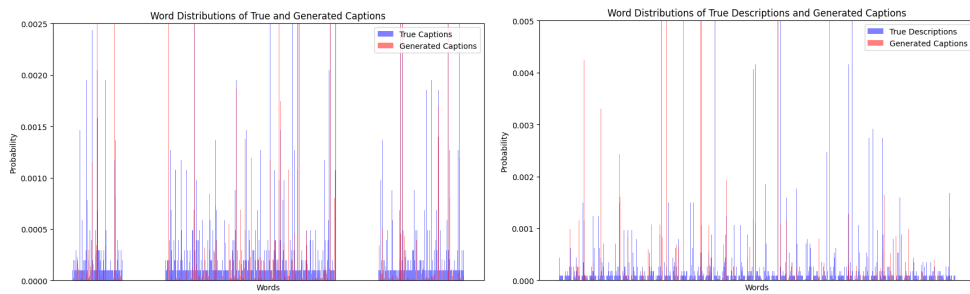 Word Distributions of True and Generated Captions
0.0025
True Captions
Generated Captions
0.0020
0.0015
Probability
0.0010
0.0005
0.0000
Words
Word Distributions of True Descriptions and Generated Captions
0.005
True Descriptions
Generated Captions
0.004
0.003
Probability
0.002
0.001
0.000
Words